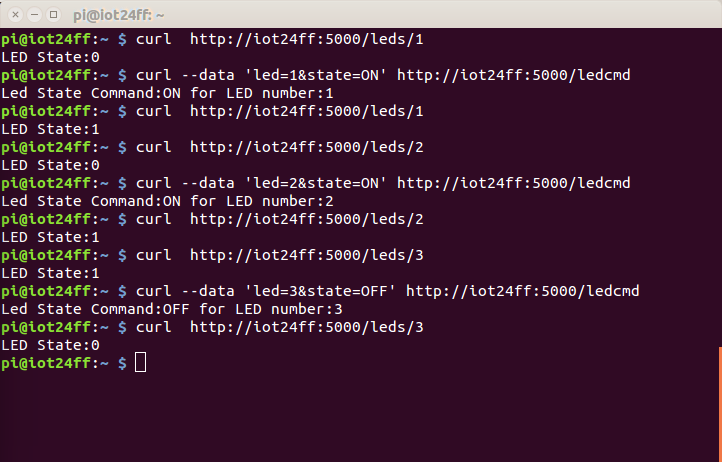 pi@iot24ff: ~
pi@iot24ff:~ $ curl  http://iot24ff:5000/leds/1
LED State:0
pi@iot24ff:~ $ curl --data 'led=1&state=ON' http://iot24ff:5000/ledcmd
Led State Command:ON for LED number:1
pi@iot24ff:~ $ curl  http://iot24ff:5000/leds/1
LED State:1
pi@iot24ff:~ $ curl  http://iot24ff:5000/leds/2
LED State:0
pi@iot24ff:~ $ curl --data 'led=2&state=ON' http://iot24ff:5000/ledcmd
Led State Command:ON for LED number:2
pi@iot24ff:~ $ curl  http://iot24ff:5000/leds/2
LED State:1
pi@iot24ff:~ $ curl  http://iot24ff:5000/leds/3
LED State:1
pi@iot24ff:~ $ curl --data 'led=3&state=OFF' http://iot24ff:5000/ledcmd
Led State Command:OFF for LED number:3
pi@iot24ff:~ $ curl  http://iot24ff:5000/leds/3
LED State:0
pi@iot24ff:~ $